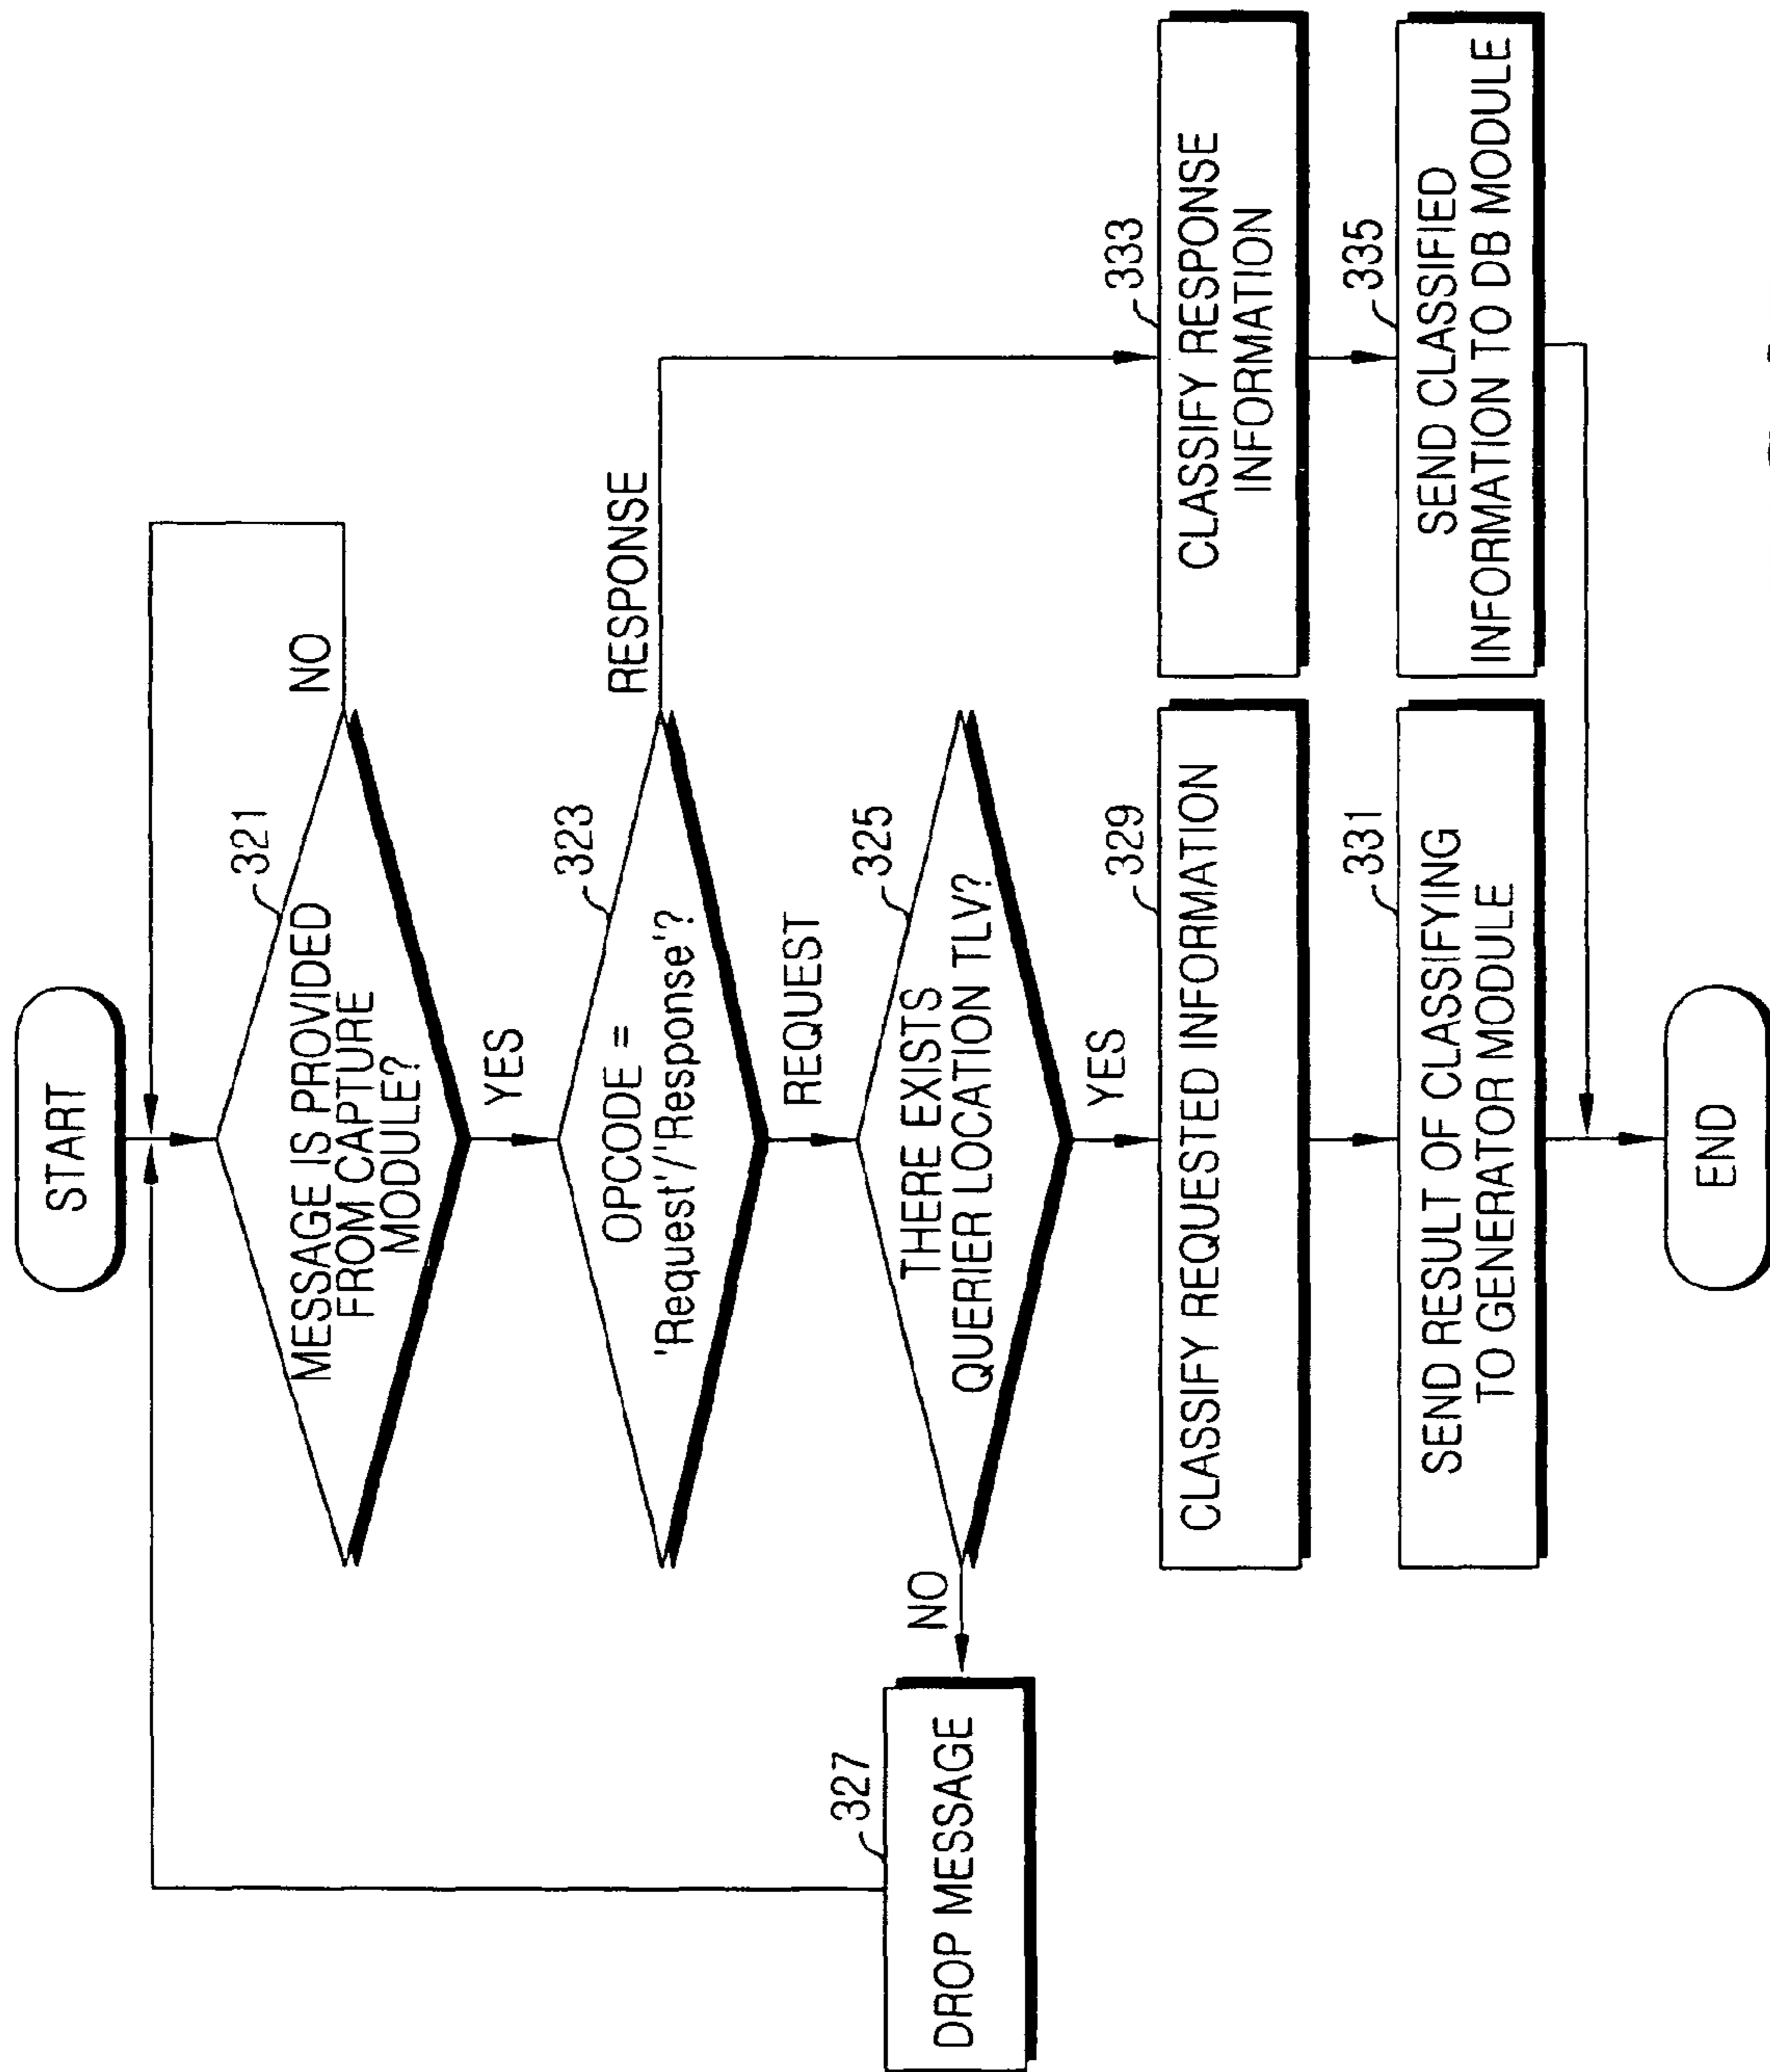 START
321
MESSAGE IS PROVIDED
FROM CAPTURE
MODULE?
NO
YES
323
OPCODE =
'Request'/'Response'?
RESPONSE
REQUEST
325
THERE EXISTS
QUERIER LOCATION TLV?
NO
327
DROP MESSAGE
YES
329
CLASSIFY REQUESTED INFORMATION
331
SEND RESULT OF CLASSIFYING
TO GENERATOR MODULE
333
CLASSIFY RESPONSE
INFORMATION
335
SEND CLASSIFIED
INFORMATION TO DB MODULE
END